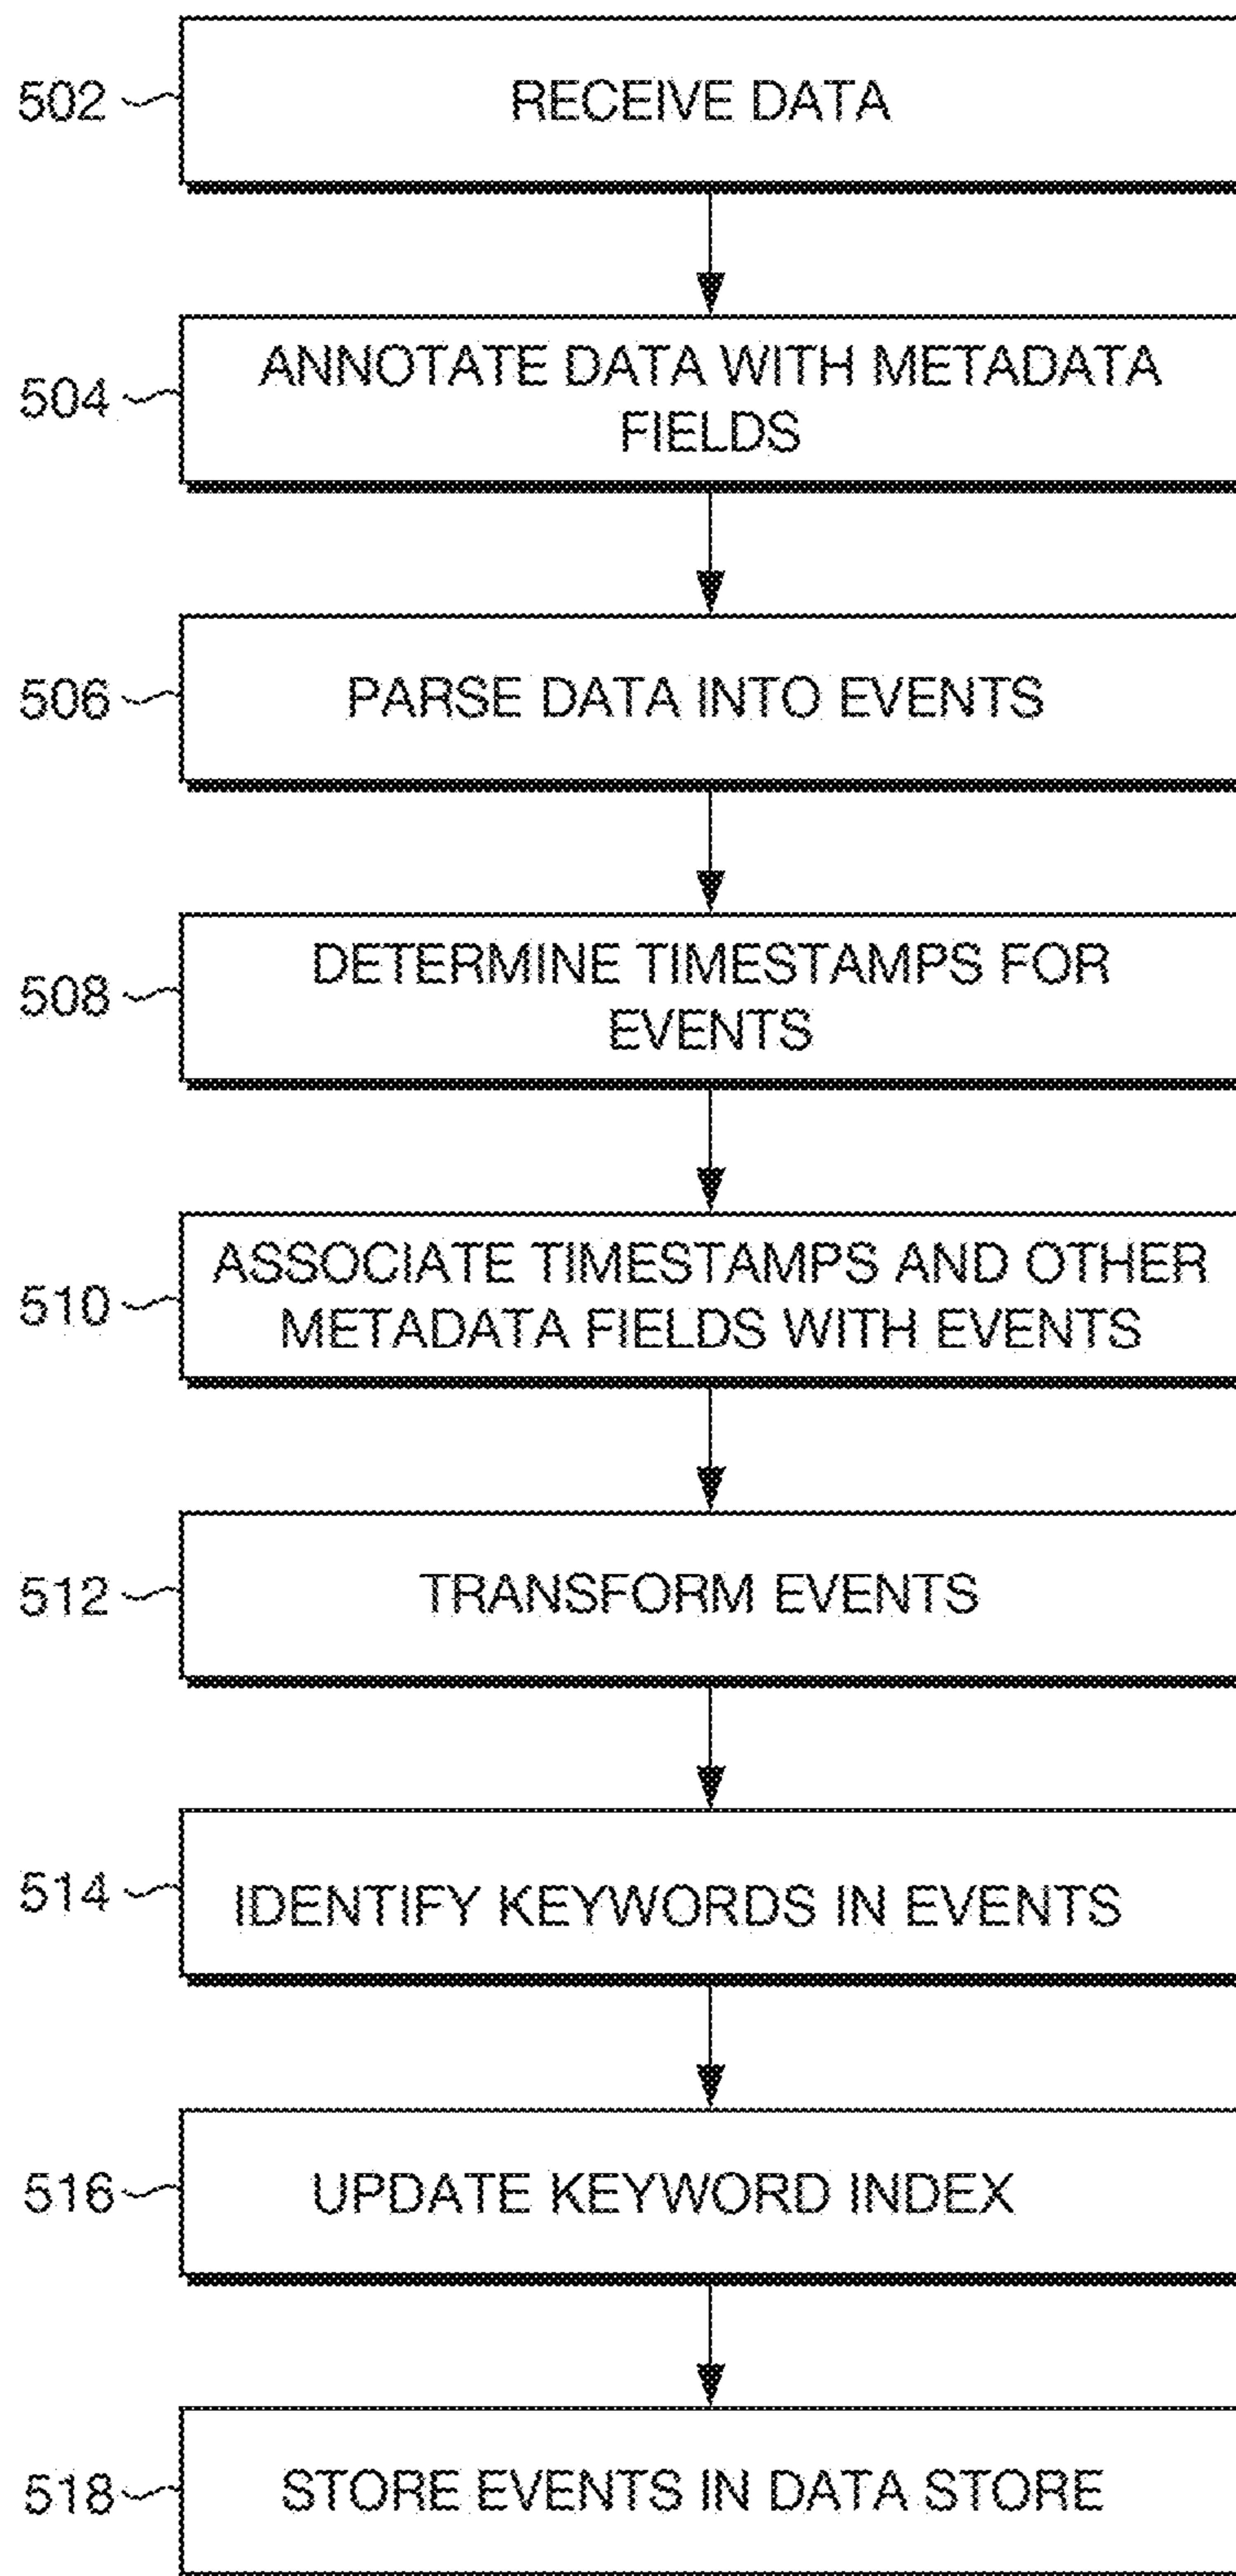 502
RECEIVE DATA
504
ANNOTATE DATA WITH METADATA
FIELDS
506
PARSE DATA INTO EVENTS
508
DETERMINE TIMESTAMPS FOR
EVENTS
510
ASSOCIATE TIMESTAMPS AND OTHER
METADATA FIELDS WITH EVENTS
512
TRANSFORM EVENTS
514
IDENTIFY KEYWORDS IN EVENTS
516
UPDATE KEYWORD INDEX
518
STORE EVENTS IN DATA STORE